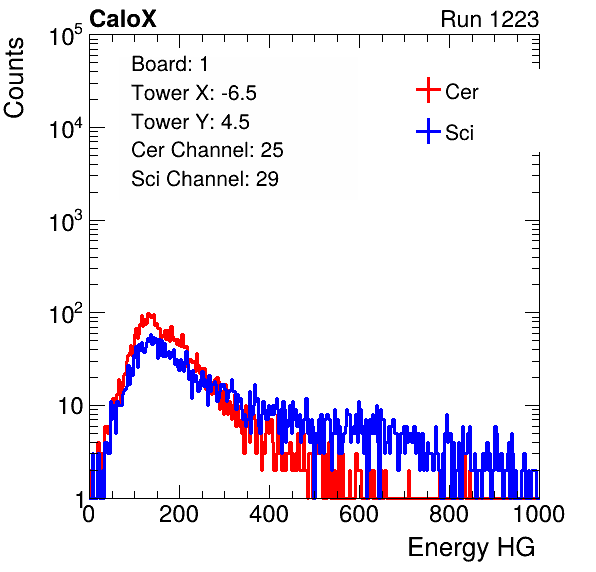 CaloX Run 1223
Counts
Board: 1
Tower X: -6.5
Tower Y: 4.5
Cer Channel: 25
Sci Channel: 29
Cer
Sci
10^5
10^4
10^3
10^2
10
1
0 200 400 600 800 1000
Energy HG